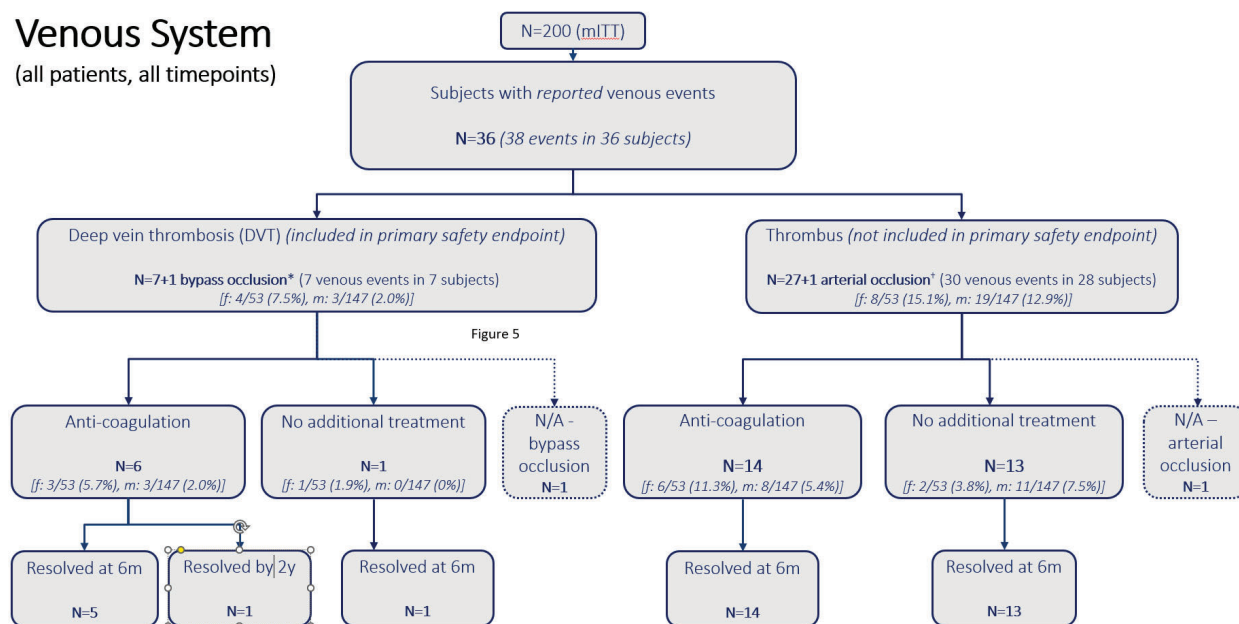 Venous System
(all patients, all timepoints)
N=200 (mITT)
Subjects with reported venous events
N=36 (38 events in 36 subjects)
Deep vein thrombosis (DVT) (included in primary safety endpoint)
N=7+1 bypass occlusion* (7 venous events in 7 subjects)
[f: 4/53 (7.5%), m: 3/147 (2.0%)]
Thrombus (not included in primary safety endpoint)
N=27+1 arterial occlusion† (30 venous events in 28 subjects)
[f: 8/53 (15.1%), m: 19/147 (12.9%)]
Figure 5
Anti-coagulation
N=6
[f: 3/53 (5.7%), m: 3/147 (2.0%)]
No additional treatment
N=1
[f: 1/53 (1.9%), m: 0/147 (0%)]
N/A -
bypass
occlusion
N=1
Anti-coagulation
N=14
[f: 6/53 (11.3%), m: 8/147 (5.4%)]
No additional treatment
N=13
[f: 2/53 (3.8%), m: 11/147 (7.5%)]
N/A –
arterial
occlusion
N=1
Resolved at 6m
N=5
Resolved by 2y
N=1
Resolved at 6m
N=1
Resolved at 6m
N=14
Resolved at 6m
N=13